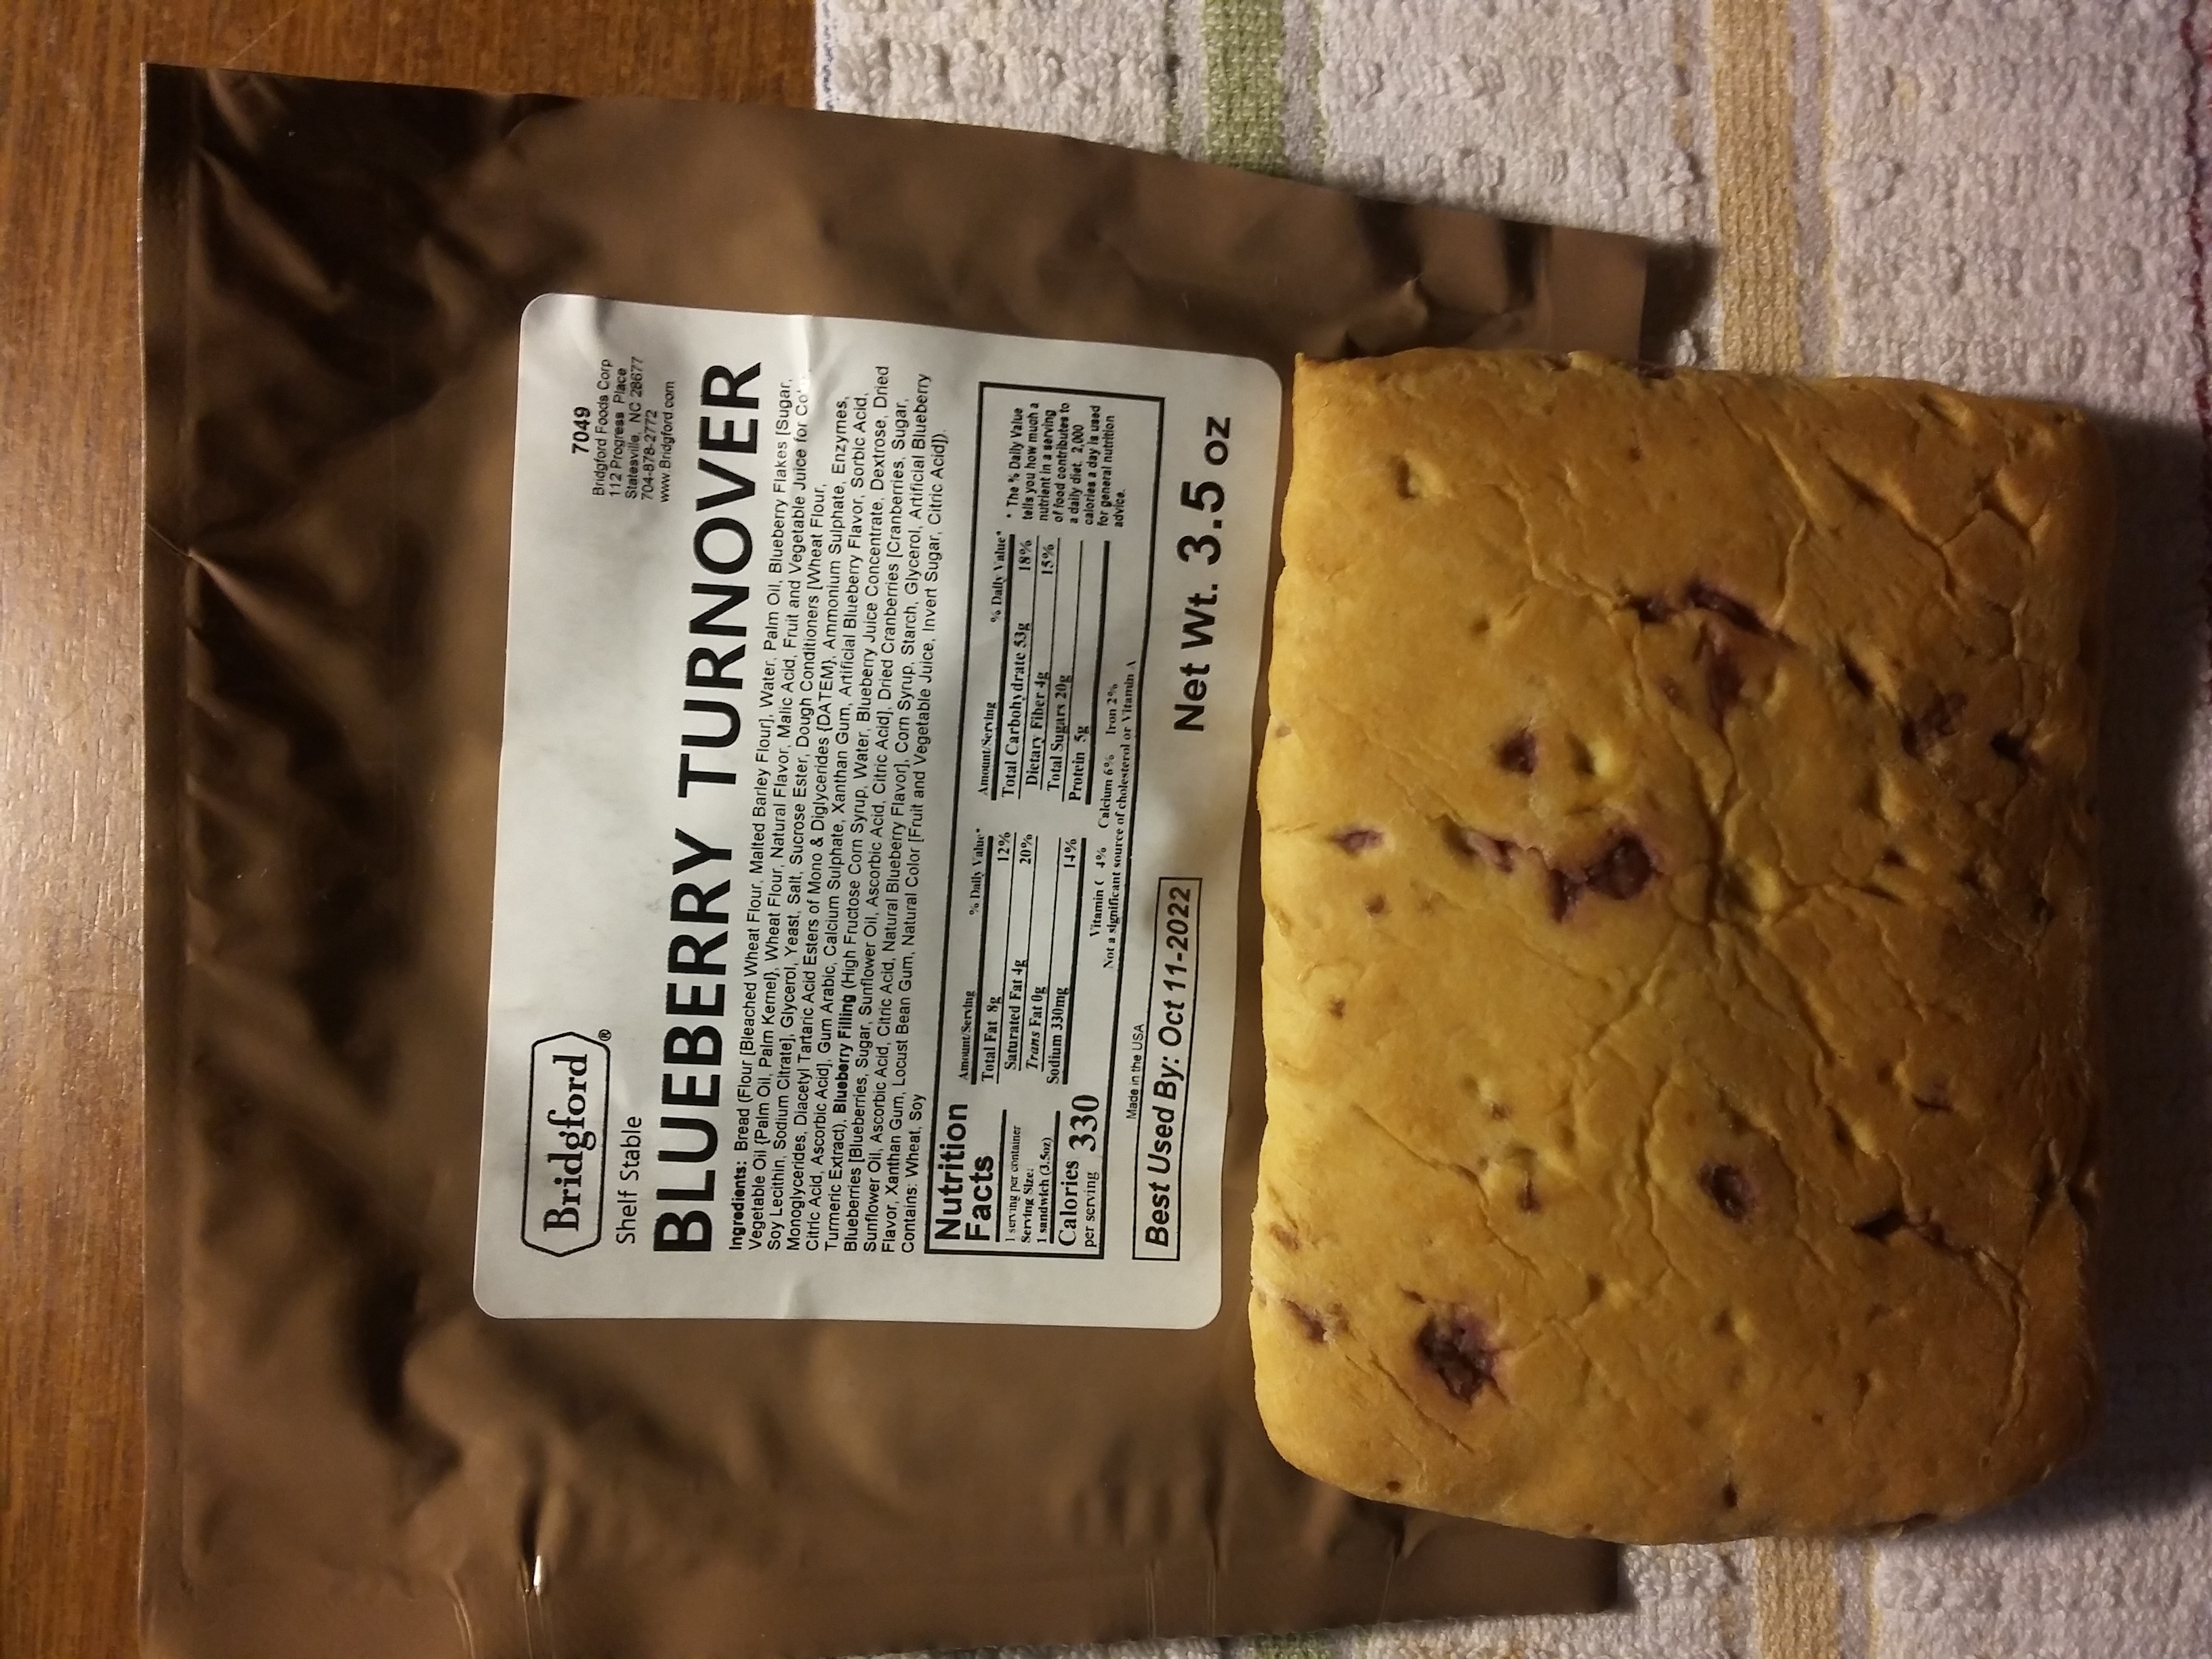 Bridgford®
7049
Bridgford Foods Corp
112 Progress Place
Statesville, NC 28677
704-878-2772
www.Bridgford.com
Shelf Stable
BLUEBERRY TURNOVER
Ingredients: Bread (Flour [Bleached Wheat Flour, Malted Barley Flour], Water, Palm Oil, Blueberry Flakes [Sugar,
Vegetable Oil {Palm Oil, Palm Kernel}, Wheat Flour, Natural Flavor, Malic Acid, Fruit and Vegetable Juice for
Soy Lecithin, Sodium Citrate], Glycerol, Yeast, Salt, Sucrose Ester, Dough Conditioners [Wheat Flour,
Monoglycerides, Diacetyl Tartaric Acid Esters of Mono & Diglycerides {DATEM}, Ammonium Sulphate, Enzymes,
Citric Acid, Ascorbic Acid], Gum Arabic, Calcium Sulphate, Xanthan Gum, Artificial Blueberry Flavor, Sorbic Acid,
Turmeric Extract), Blueberry Filling (High Fructose Corn Syrup, Water, Blueberry Juice Concentrate, Dextrose, Dried
Blueberries [Blueberries, Sugar, Sunflower Oil, Ascorbic Acid, Citric Acid], Dried Cranberries [Cranberries, Sugar,
Sunflower Oil, Ascorbic Acid, Citric Acid, Natural Blueberry Flavor], Corn Syrup, Starch, Glycerol, Artificial Blueberry
Flavor, Xanthan Gum, Locust Bean Gum, Natural Color [Fruit and Vegetable Juice, Invert Sugar, Citric Acid]).
Contains: Wheat, Soy
Nutrition
Facts
1 serving per container
Serving Size:
1 sandwich (3.5oz)
Calories 330
per serving
Amount/Serving % Daily Value*
Total Fat 8g 12%
Saturated Fat 4g 20%
Trans Fat 0g
Sodium 330mg 14%
Amount/Serving % Daily Value*
Total Carbohydrate 53g 18%
Dietary Fiber 4g 15%
Total Sugars 20g
Protein 5g
* The % Daily Value
tells you how much a
nutrient in a serving
of food contributes to
a daily diet. 2,000
calories a day is used
for general nutrition
advice.
Vitamin C 4% Calcium 6% Iron 2%
Not a significant source of cholesterol or Vitamin A
Made in the USA
Best Used By: Oct 11-2022
Net Wt. 3.5 oz